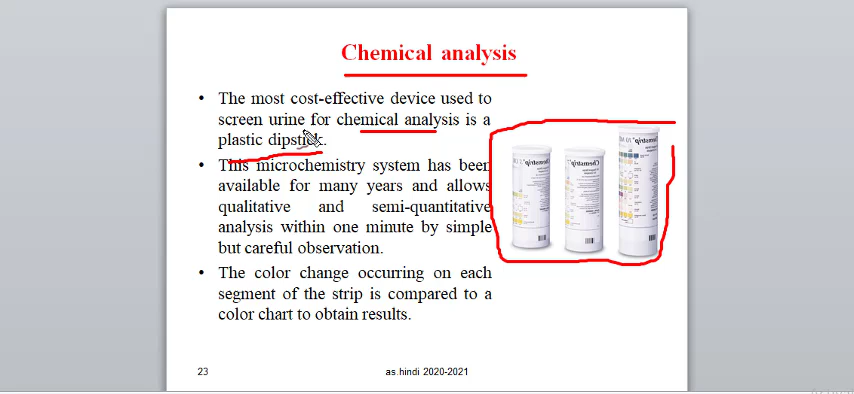 Chemical analysis
• The most cost-effective device used to
screen urine for chemical analysis is a
plastic dipstick.
• This microchemistry system has been
available for many years and allows
qualitative and semi-quantitative
analysis within one minute by simple
but careful observation.
• The color change occurring on each
segment of the strip is compared to a
color chart to obtain results.
23
as.hindi 2020-2021